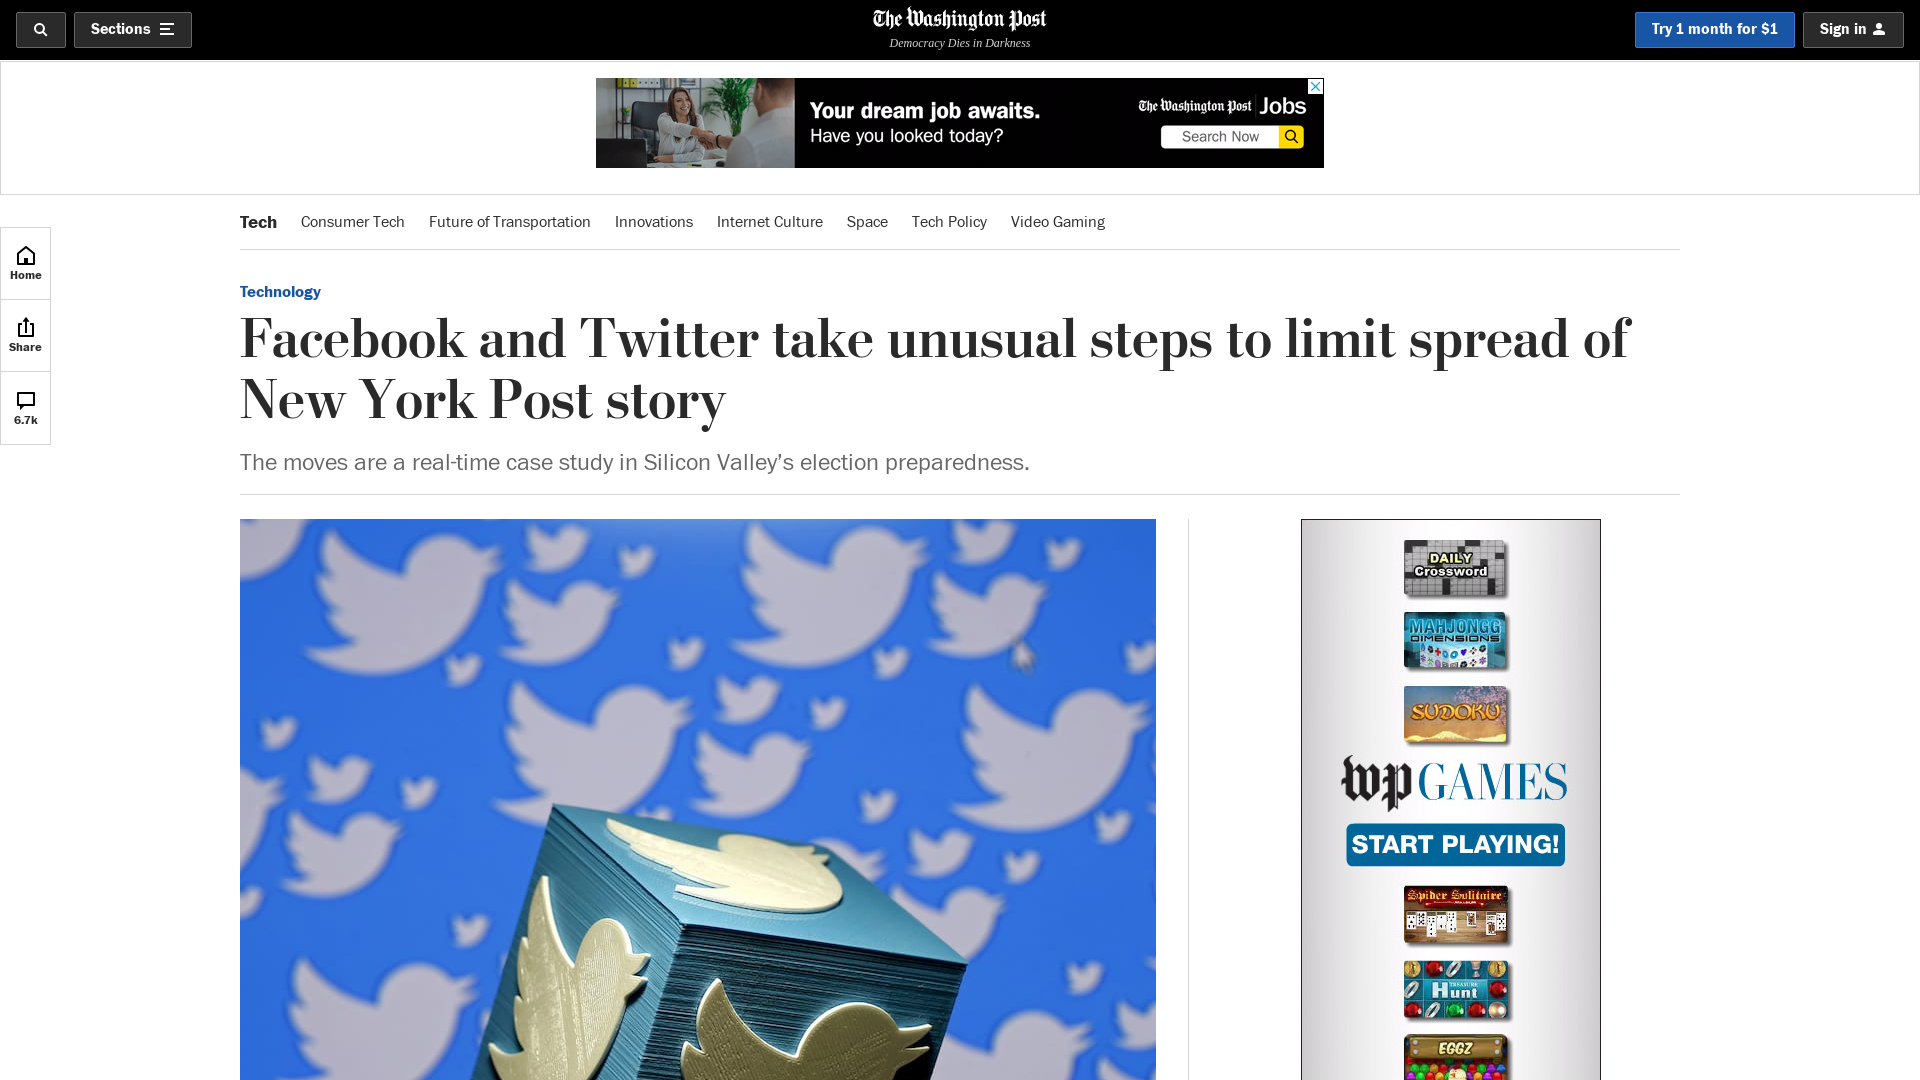 Sections
The Washington Post
Democracy Dies in Darkness
Try 1 month for $1
Sign in
Your dream job awaits.
Have you looked today?
The Washington Post Jobs
Search Now
Tech
Consumer Tech
Future of Transportation
Innovations
Internet Culture
Space
Tech Policy
Video Gaming
Home
Share
6.7k
Technology
Facebook and Twitter take unusual steps to limit spread of
New York Post story
The moves are a real-time case study in Silicon Valley’s election preparedness.
DAILY
Crossword
MAHJONGG
DIMENSIONS
SUDOKU
wp GAMES
START PLAYING!
Spider Solitaire
TREASURE
Hunt
EGGZ